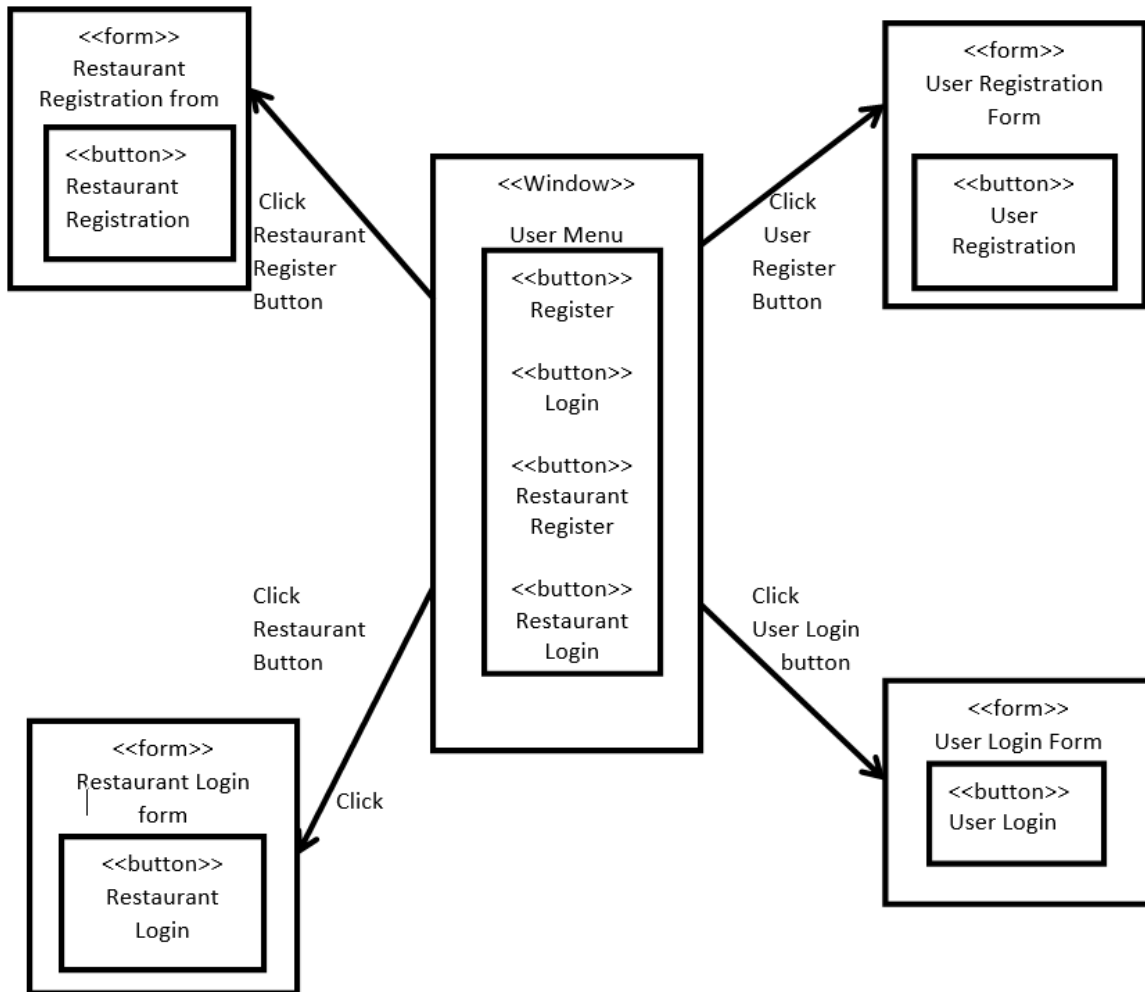 <<form>>
Restaurant
Registration from
<<button>>
Restaurant
Registration
Click
Restaurant
Register
Button
<<Window>>
User Menu
<<button>>
Register
<<button>>
Login
<<button>>
Restaurant
Register
<<button>>
Restaurant
Login
Click
User
Register
Button
<<form>>
User Registration
Form
<<button>>
User
Registration
Click
Restaurant
Button
Click
<<form>>
Restaurant Login
form
<<button>>
Restaurant
Login
Click
User Login
button
<<form>>
User Login Form
<<button>>
User Login